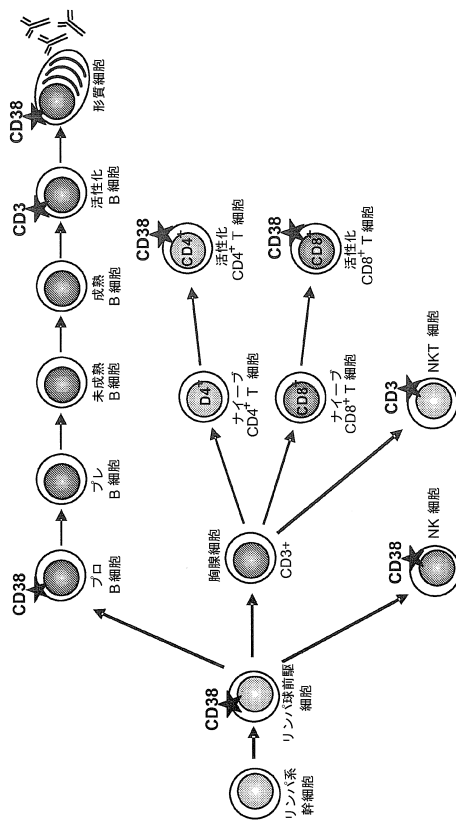 CD38
プロ
B 細胞
プレ
B 細胞
未成熟
B 細胞
成熟
B 細胞
CD3
活性化
B 細胞
CD38
形質細胞
リンパ系
幹細胞
CD38
リンパ球前駆
細胞
胸腺細胞
CD3+
D4+
ナイーブ
CD4+ T 細胞
CD38
CD4+
活性化
CD4+ T 細胞
CD8+
ナイーブ
CD8+ T 細胞
CD38
CD8+
活性化
CD8+ T 細胞
CD38
NK 細胞
CD3
NKT 細胞